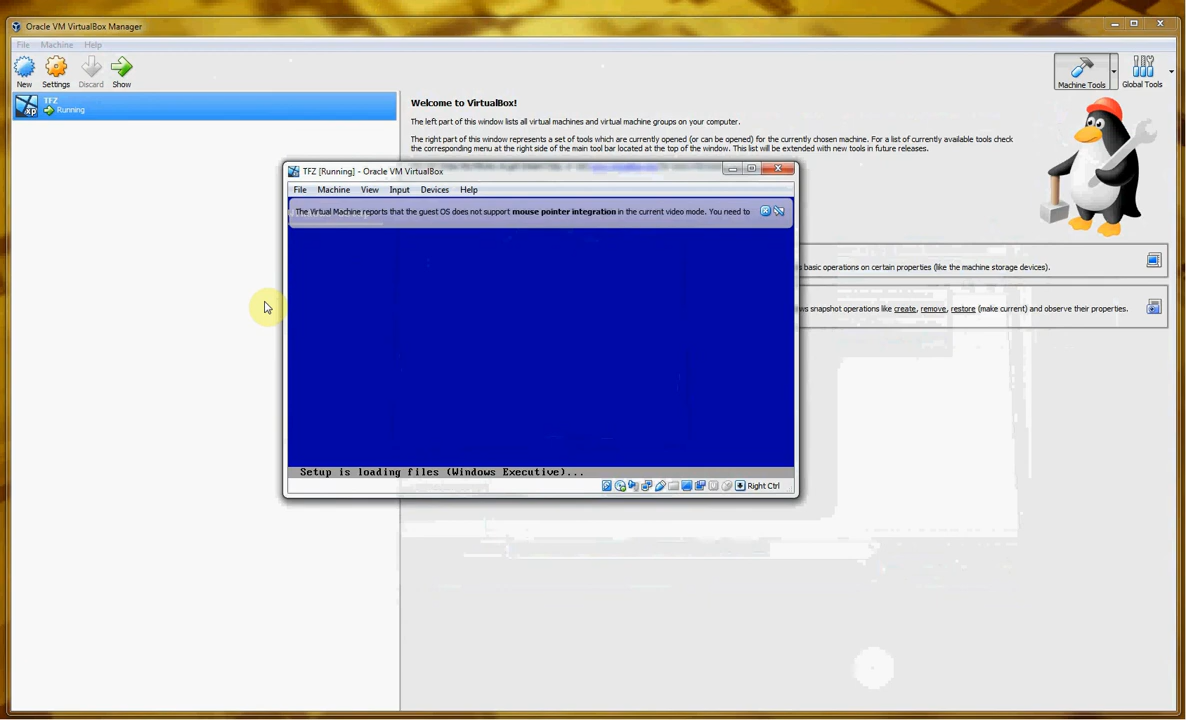 Oracle VM VirtualBox Manager
File Machine Help
New Settings Discard Show
Machine Tools Global Tools
TFZ
Running
xp
Welcome to VirtualBox!
The left part of this window lists all virtual machines and virtual machine groups on your computer.
The right part of this window represents a set of tools which are currently opened (or can be opened) for the currently chosen machine. For a list of currently available tools check
the corresponding menu at the right side of the main tool bar located at the top of the window. This list will be extended with new tools in future releases.
TFZ [Running] - Oracle VM VirtualBox
File Machine View Input Devices Help
The Virtual Machine reports that the guest OS does not support mouse pointer integration in the current video mode. You need to
s basic operations on certain properties (like the machine storage devices).
ws snapshot operations like create, remove, restore (make current) and observe their properties.
Setup is loading files (Windows Executive)...
Right Ctrl